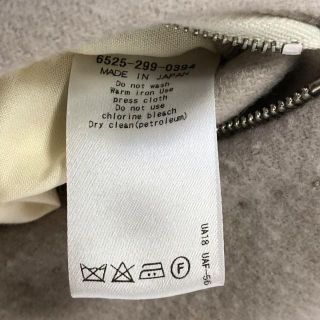 6525-299-0394
MADE IN JAPAN
Do not wash
Warm iron Use
press cloth
Do not use
chlorine bleach
Dry clean(petroleum)
UA18 UAF-56
F